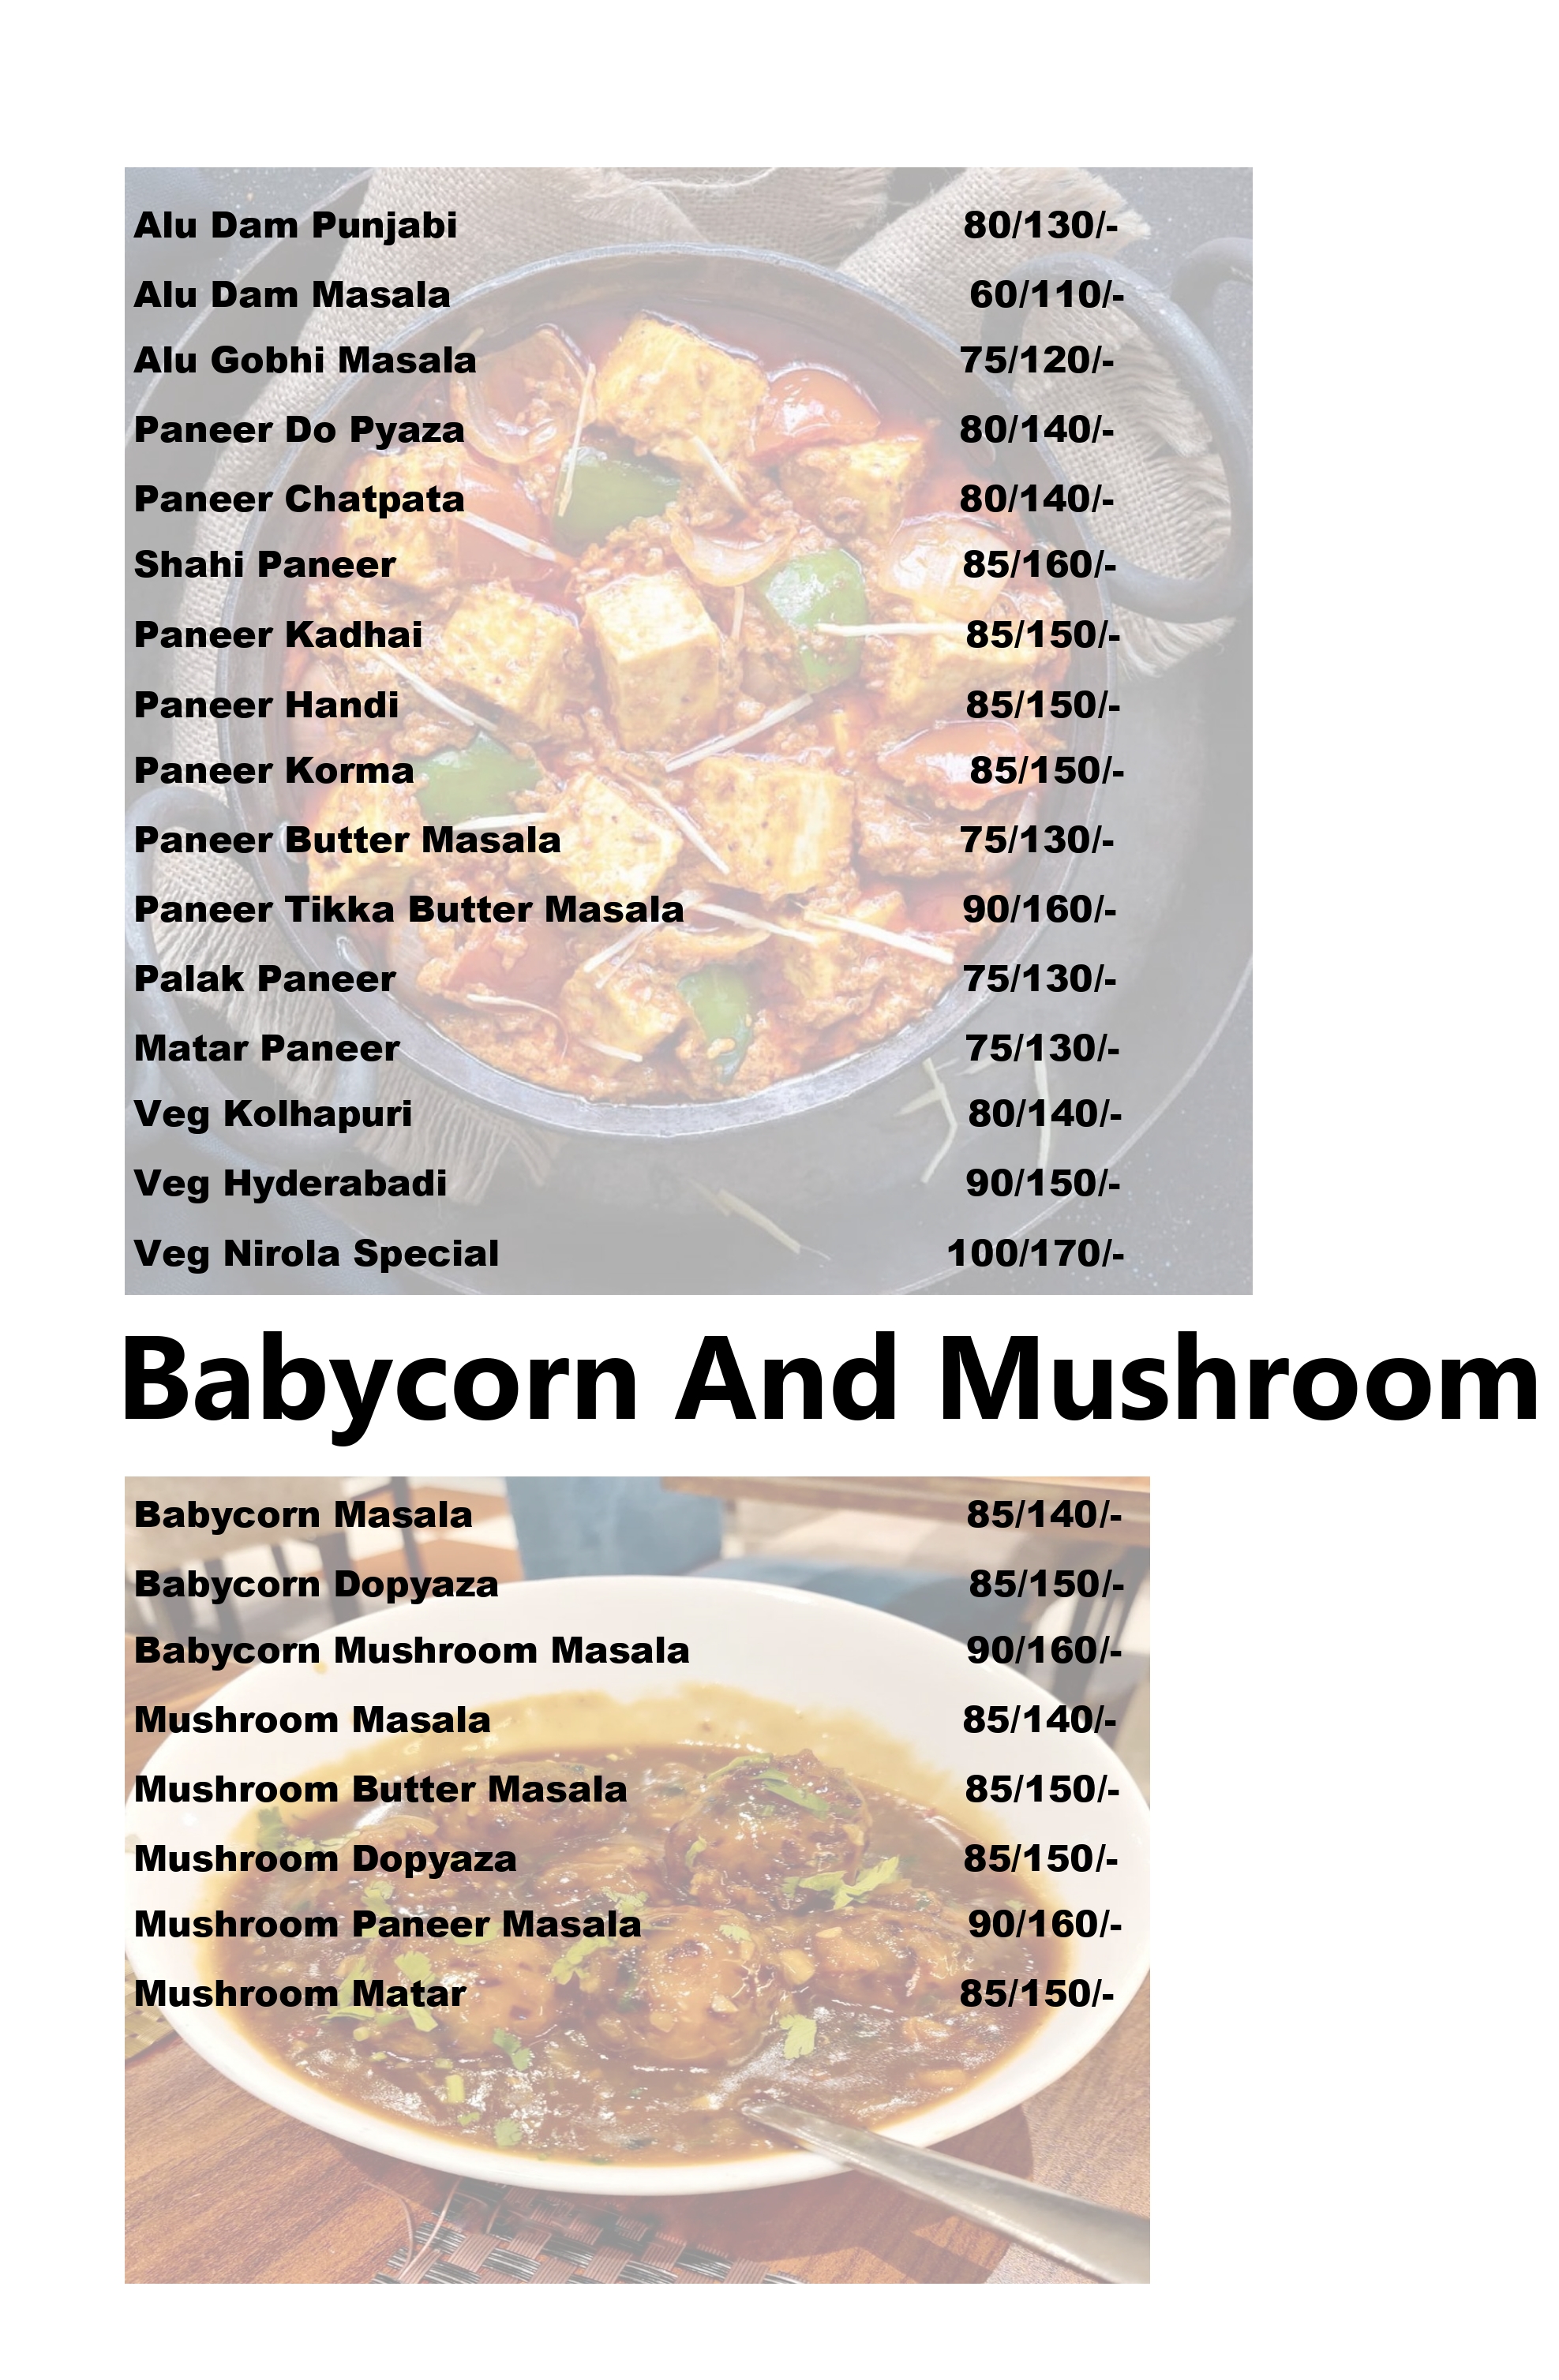 Alu Dam Punjabi 80/130/-
Alu Dam Masala 60/110/-
Alu Gobhi Masala 75/120/-
Paneer Do Pyaza 80/140/-
Paneer Chatpata 80/140/-
Shahi Paneer 85/160/-
Paneer Kadhai 85/150/-
Paneer Handi 85/150/-
Paneer Korma 85/150/-
Paneer Butter Masala 75/130/-
Paneer Tikka Butter Masala 90/160/-
Palak Paneer 75/130/-
Matar Paneer 75/130/-
Veg Kolhapuri 80/140/-
Veg Hyderabadi 90/150/-
Veg Nirola Special 100/170/-
Babycorn And Mushroom
Babycorn Masala 85/140/-
Babycorn Dopyaza 85/150/-
Babycorn Mushroom Masala 90/160/-
Mushroom Masala 85/140/-
Mushroom Butter Masala 85/150/-
Mushroom Dopyaza 85/150/-
Mushroom Paneer Masala 90/160/-
Mushroom Matar 85/150/-